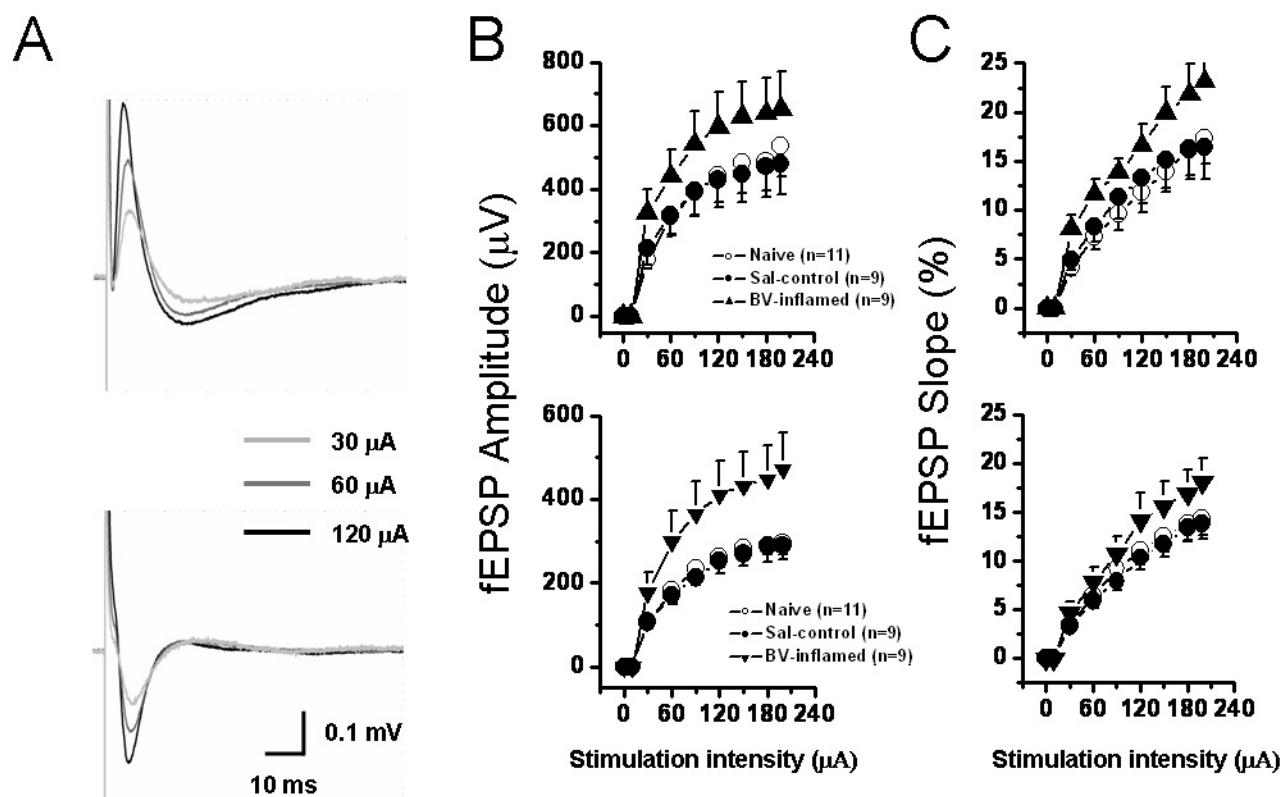 A
B
C
30 μA
60 μA
120 μA
0.1 mV
10 ms
fEPSP Amplitude (μV)
800
600
400
200
0
0 60 120 180 240
Naive (n=11)
Sal-control (n=9)
BV-inflamed (n=9)
600
400
200
0
0 60 120 180 240
Naive (n=11)
Sal-control (n=9)
BV-inflamed (n=9)
Stimulation intensity (μA)
fEPSP Slope (%)
25
20
15
10
5
0
0 60 120 180 240
25
20
15
10
5
0
0 60 120 180 240
Stimulation intensity (μA)